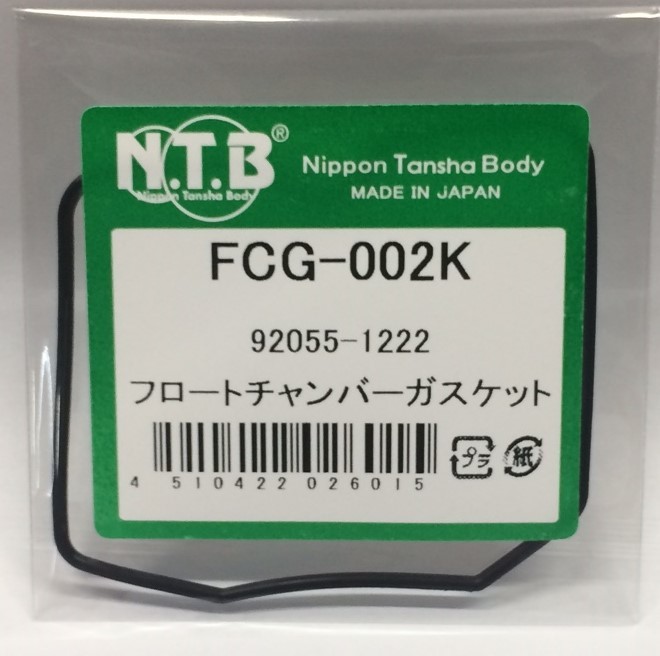 N.T.B®
Nippon Tansha Body
Nippon Tansha Body
MADE IN JAPAN
FCG-002K
92055-1222
フロートチャンバーガスケット
4 510422 026015
プラ
紙